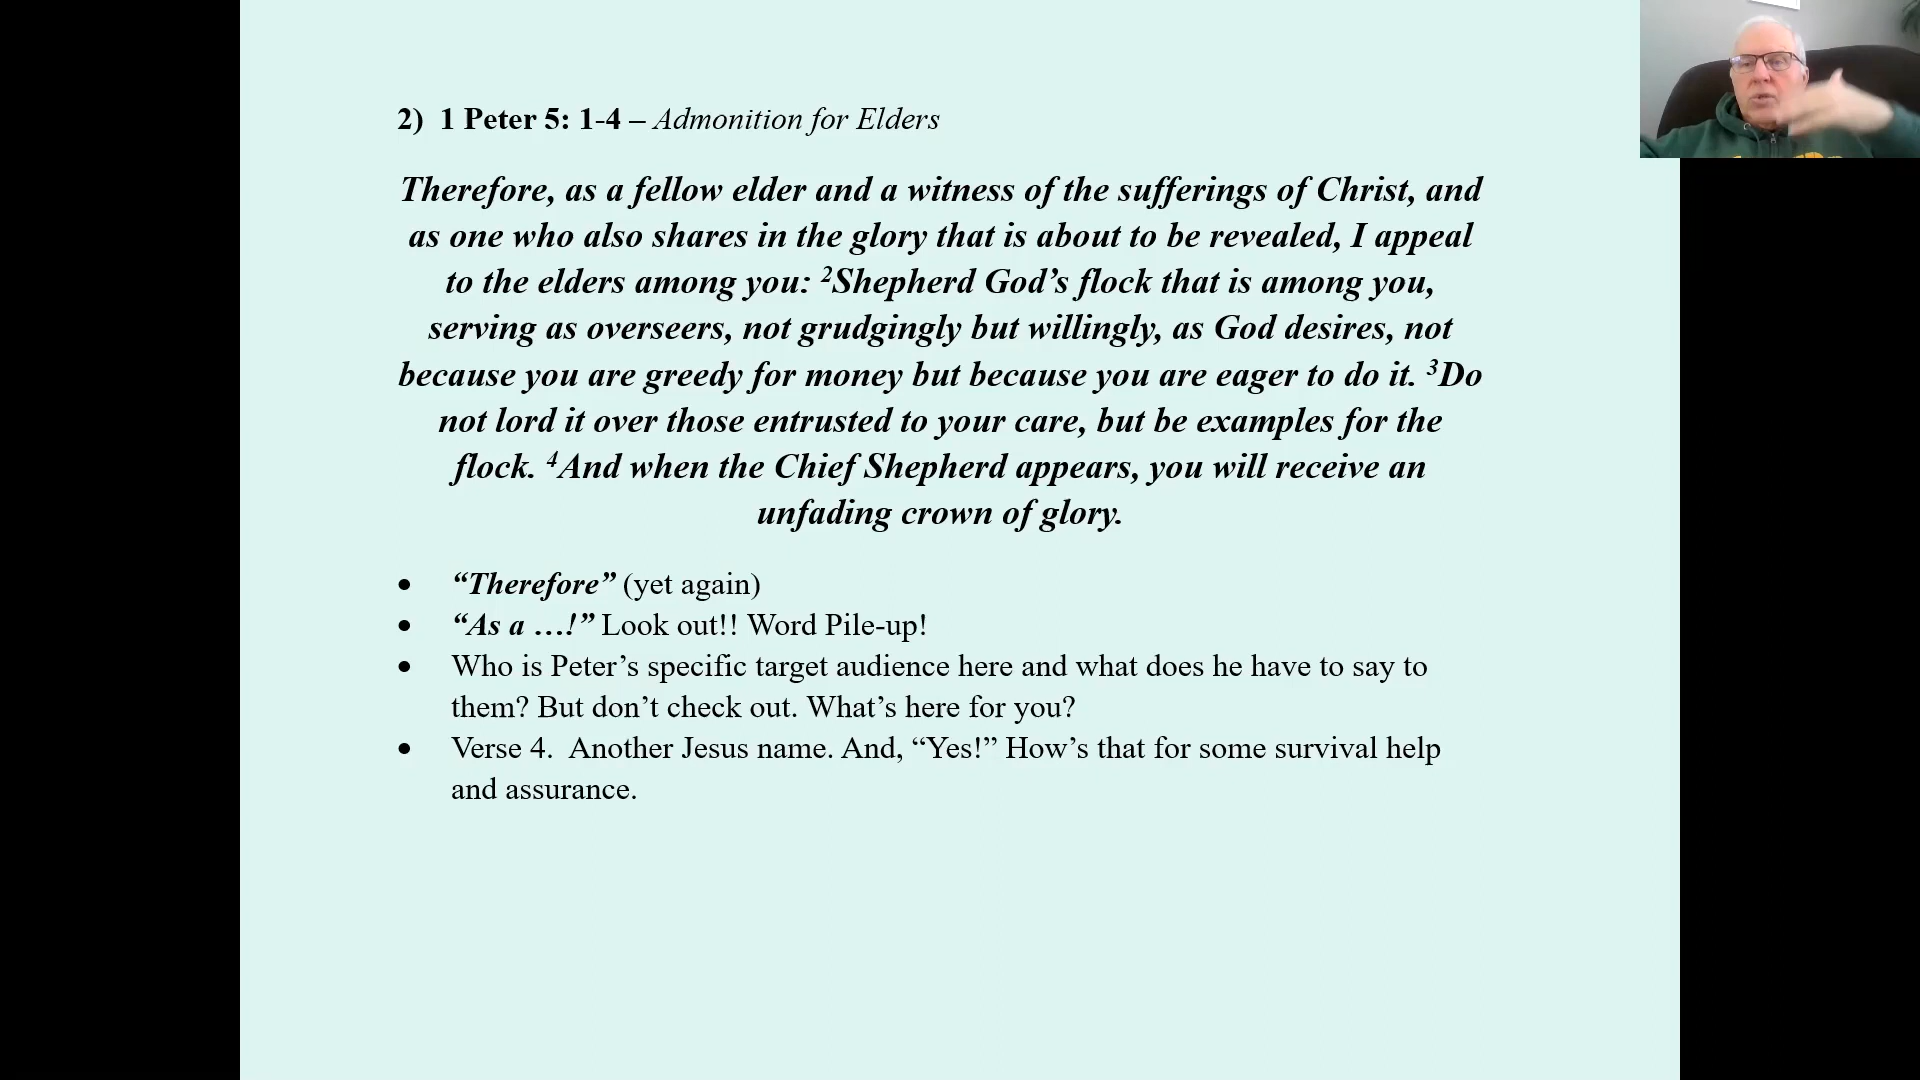 2) 1 Peter 5: 1-4 – Admonition for Elders
Therefore, as a fellow elder and a witness of the sufferings of Christ, and
as one who also shares in the glory that is about to be revealed, I appeal
to the elders among you: ²Shepherd God’s flock that is among you,
serving as overseers, not grudgingly but willingly, as God desires, not
because you are greedy for money but because you are eager to do it. ³Do
not lord it over those entrusted to your care, but be examples for the
flock. ⁴And when the Chief Shepherd appears, you will receive an
unfading crown of glory.
• “Therefore” (yet again)
• “As a …!” Look out!! Word Pile-up!
• Who is Peter’s specific target audience here and what does he have to say to
them? But don’t check out. What’s here for you?
• Verse 4.  Another Jesus name. And, “Yes!” How’s that for some survival help
and assurance.